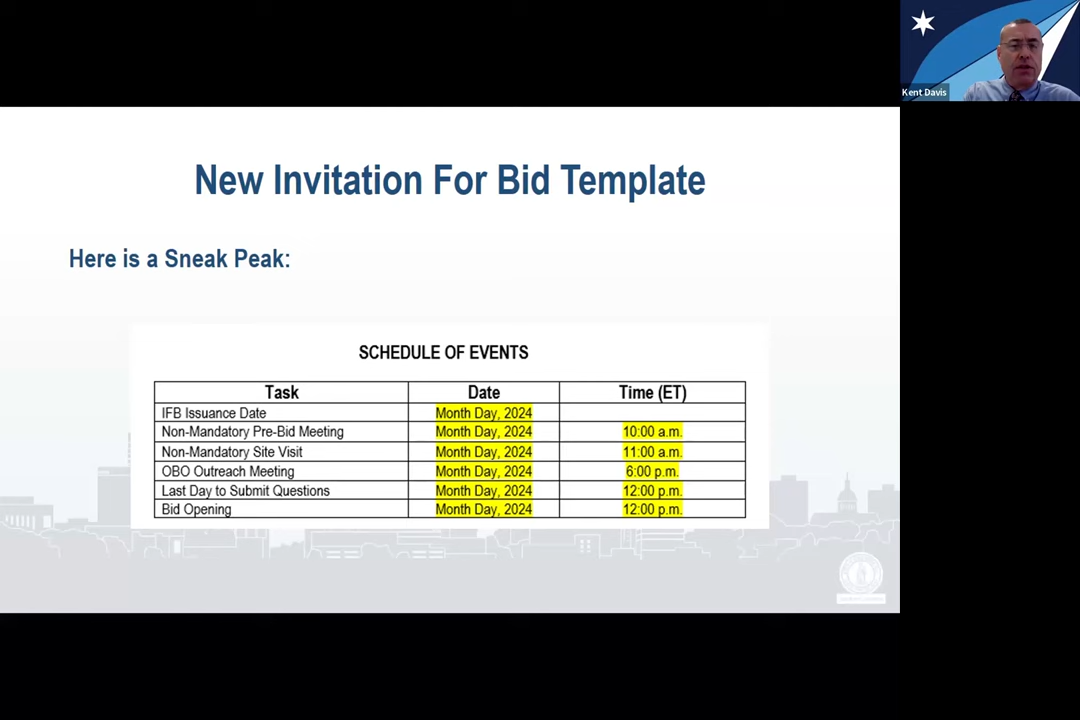 Kent Davis
New Invitation For Bid Template
Here is a Sneak Peak:
SCHEDULE OF EVENTS
Task Date Time (ET)
IFB Issuance Date Month Day, 2024
Non-Mandatory Pre-Bid Meeting Month Day, 2024 10:00 a.m.
Non-Mandatory Site Visit Month Day, 2024 11:00 a.m.
OBO Outreach Meeting Month Day, 2024 6:00 p.m.
Last Day to Submit Questions Month Day, 2024 12:00 p.m.
Bid Opening Month Day, 2024 12:00 p.m.